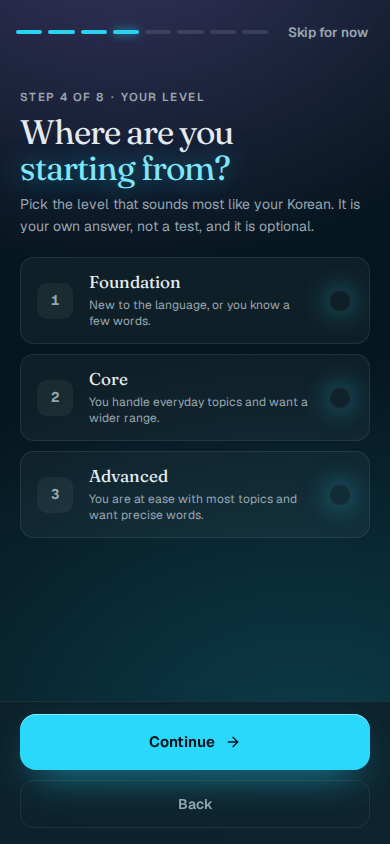 Skip for now
STEP 4 OF 8 · YOUR LEVEL
Where are you
starting from?
Pick the level that sounds most like your Korean. It is
your own answer, not a test, and it is optional.
1
Foundation
New to the language, or you know a
few words.
2
Core
You handle everyday topics and want a
wider range.
3
Advanced
You are at ease with most topics and
want precise words.
Continue →
Back